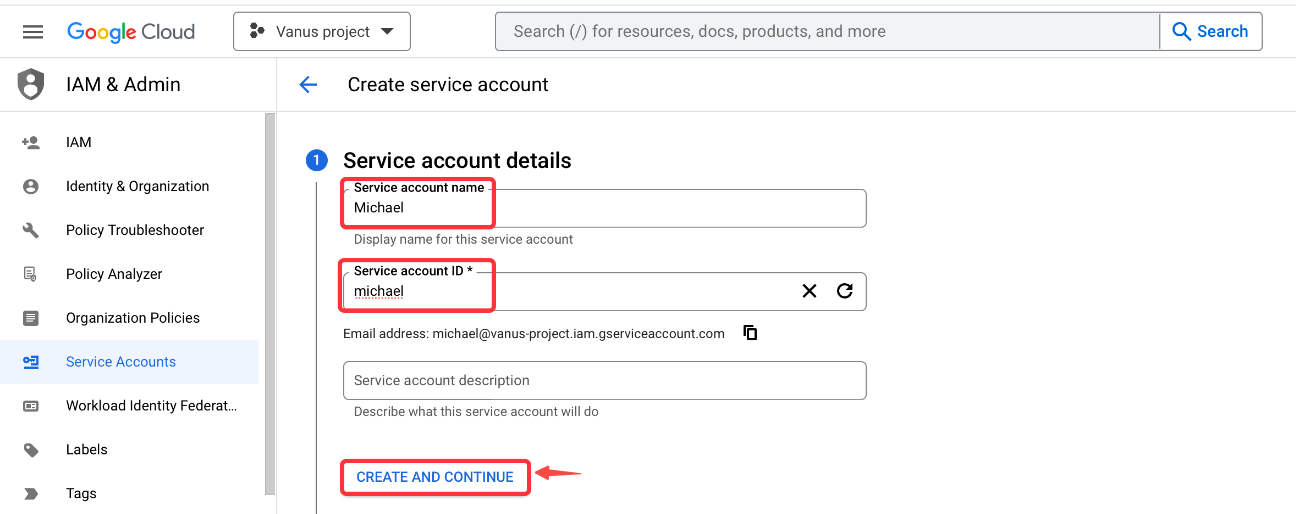 Google Cloud
Vanus project
Search (/) for resources, docs, products, and more
Search
IAM & Admin
Create service account
IAM
Identity & Organization
Policy Troubleshooter
Policy Analyzer
Organization Policies
Service Accounts
Workload Identity Federat...
Labels
Tags
1
Service account details
Service account name
Michael
Display name for this service account
Service account ID *
michael
Email address: michael@vanus-project.iam.gserviceaccount.com
Service account description
Describe what this service account will do
CREATE AND CONTINUE